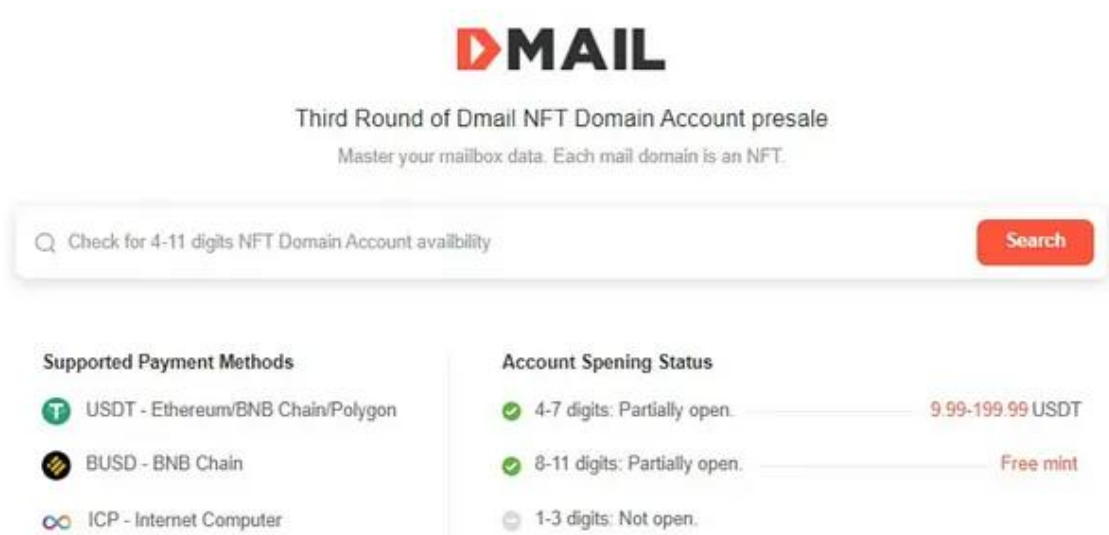 DMAIL
Third Round of Dmail NFT Domain Account presale
Master your mailbox data. Each mail domain is an NFT.
Check for 4-11 digits NFT Domain Account availbility
Search
Supported Payment Methods
USDT - Ethereum/BNB Chain/Polygon
BUSD - BNB Chain
ICP - Internet Computer
Account Spening Status
4-7 digits: Partially open. 9.99-199.99 USDT
8-11 digits: Partially open. Free mint
1-3 digits: Not open.